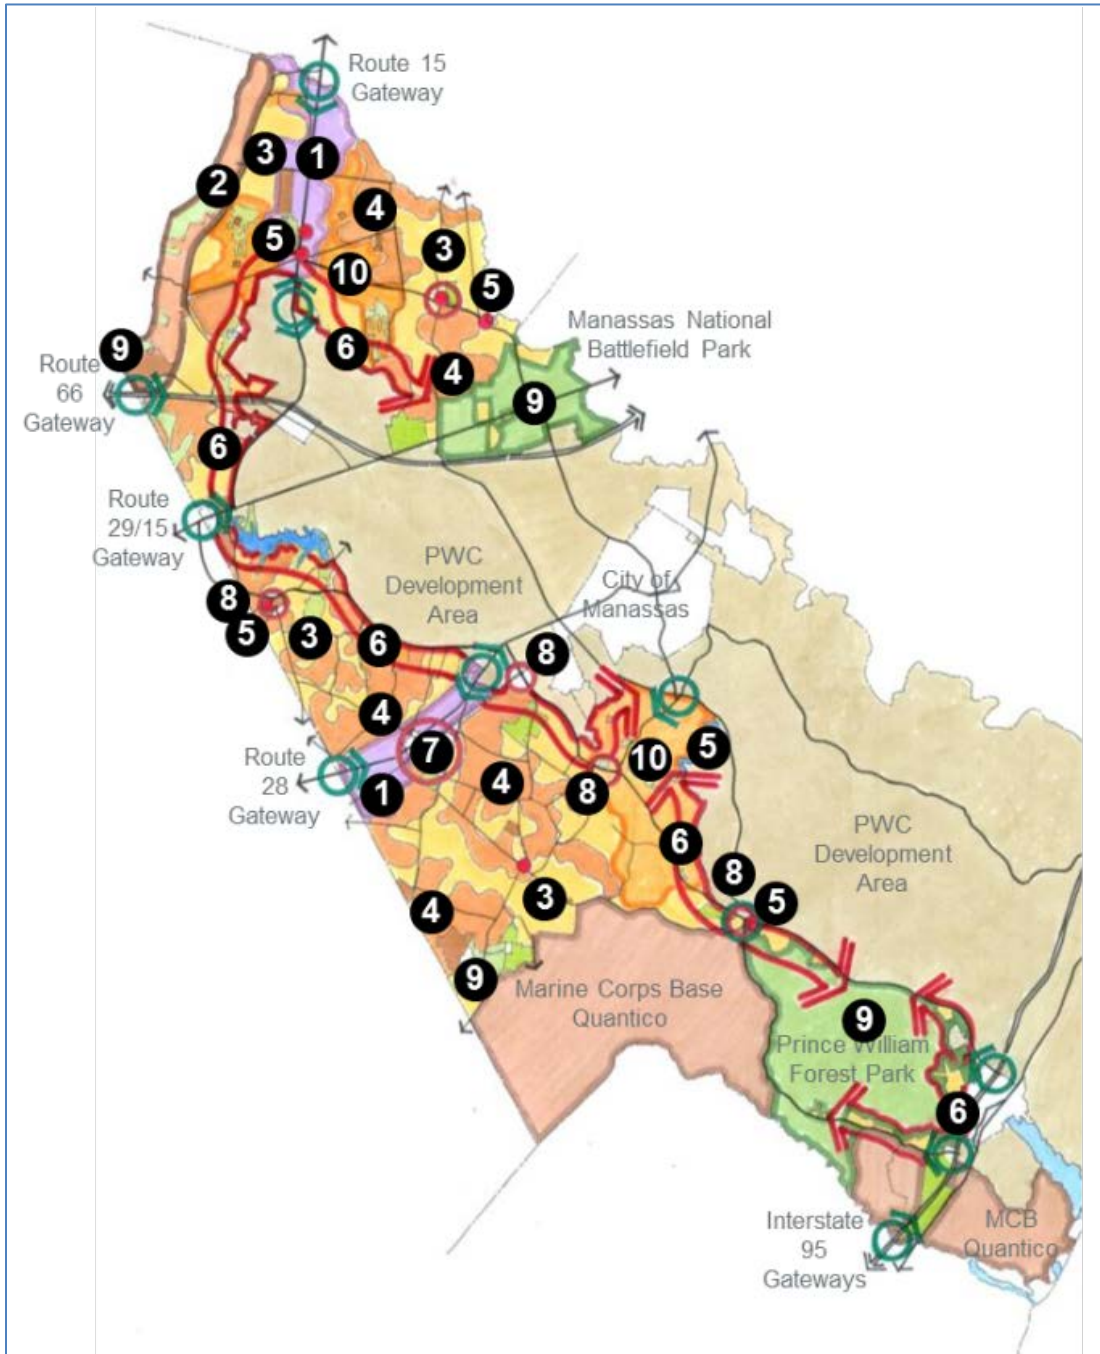 Route 15
Gateway
3
1
2
4
5
3
10
5
Manassas National
Battlefield Park
9
6
Route
66
Gateway
4
9
6
Route
29/15
Gateway
PWC
Development
Area
City of
Manassas
8
5
3
6
8
4
7
10
5
Route
28
Gateway
1
4
8
6
PWC
Development
Area
8
5
4
3
9
Marine Corps Base
Quantico
9
Prince William
Forest Park
6
Interstate
95
Gateways
MCB
Quantico